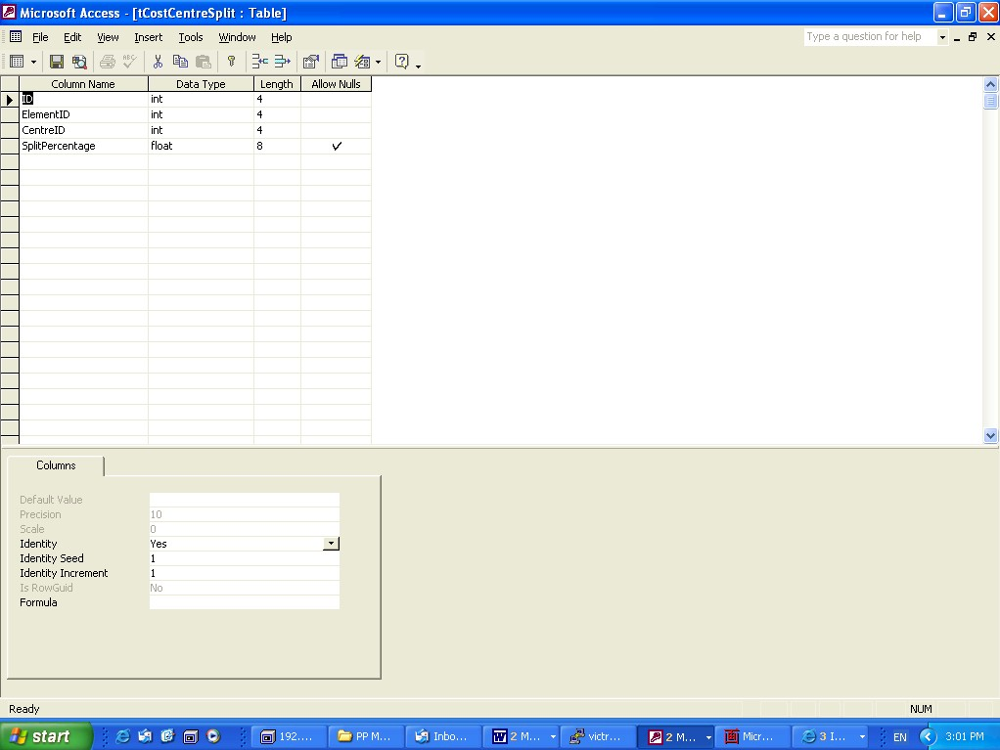 Microsoft Access - [tCostCentreSplit : Table]
File Edit View Insert Tools Window Help
Type a question for help
Column Name Data Type Length Allow Nulls
ID int 4
ElementID int 4
CentreID int 4
SplitPercentage float 8
Columns
Default Value
Precision 10
Scale 0
Identity Yes
Identity Seed 1
Identity Increment 1
Is RowGuid No
Formula
Ready NUM
start 192.... PP M... Inbo... 2 M... victr... 2 M... Micr... 3 I... EN 3:01 PM